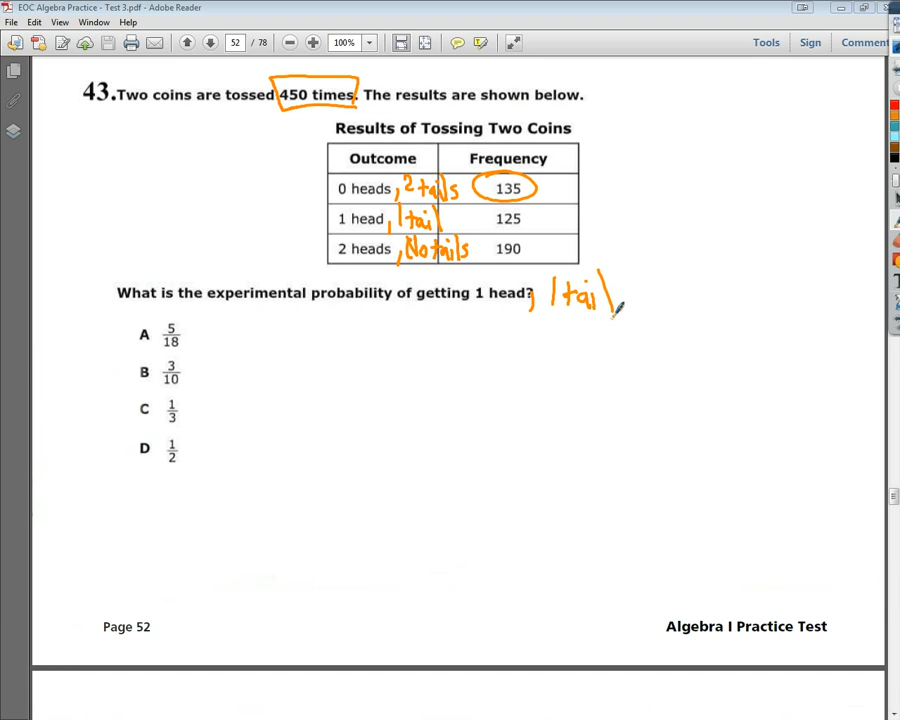 EOC Algebra Practice - Test 3.pdf - Adobe Reader
File Edit View Window Help
52 / 78 100% Tools Sign Comment
43. Two coins are tossed 450 times. The results are shown below.
Results of Tossing Two Coins
Outcome Frequency
0 heads , 2 tails 135
1 head , 1 tail 125
2 heads , No tails 190
What is the experimental probability of getting 1 head? , 1 tail
A 5/18
B 3/10
C 1/3
D 1/2
Page 52 Algebra I Practice Test